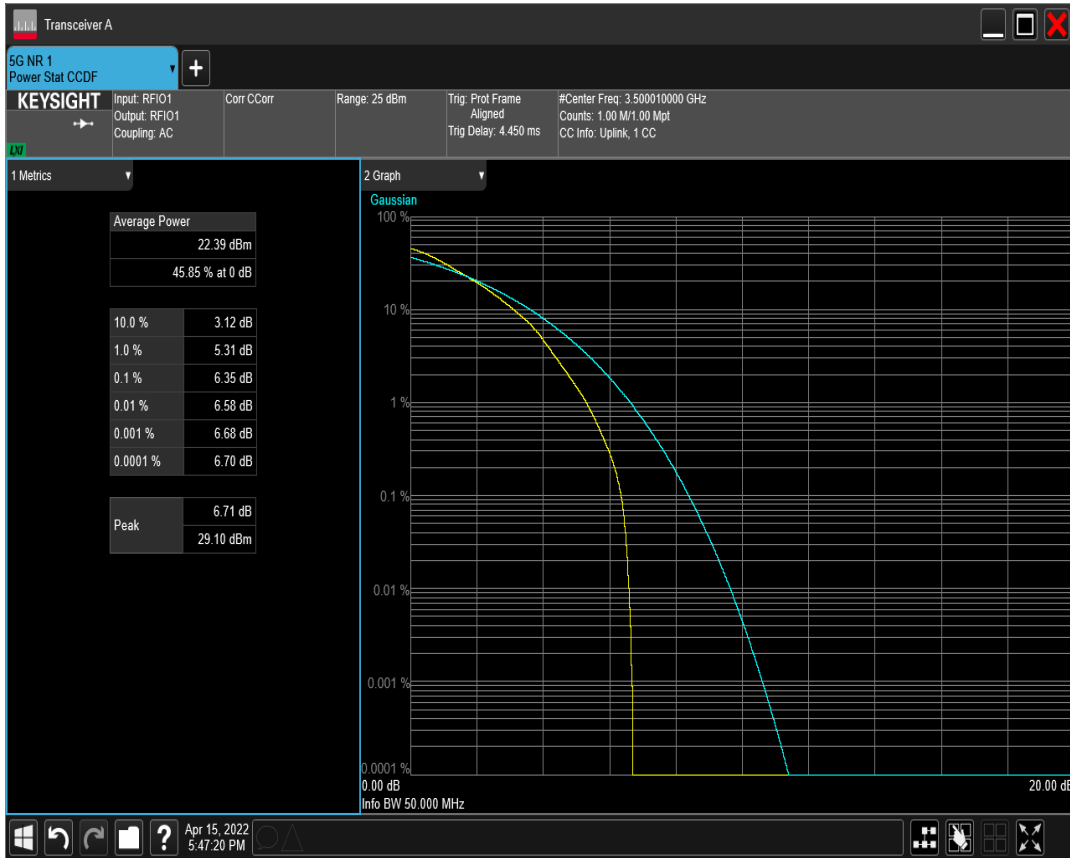 Transceiver A
5G NR 1
Power Stat CCDF
KEYSIGHT
LXI
Input: RFIO1
Output: RFIO1
Coupling: AC
Corr CCorr
Range: 25 dBm
Trig: Prot Frame
Aligned
Trig Delay: 4.450 ms
#Center Freq: 3.500010000 GHz
Counts: 1.00 M/1.00 Mpt
CC Info: Uplink, 1 CC
1 Metrics
Average Power
22.39 dBm
45.85 % at 0 dB
10.0 % 3.12 dB
1.0 % 5.31 dB
0.1 % 6.35 dB
0.01 % 6.58 dB
0.001 % 6.68 dB
0.0001 % 6.70 dB
Peak 6.71 dB
29.10 dBm
2 Graph
Gaussian
100 %
10 %
1 %
0.1 %
0.01 %
0.001 %
0.0001 %
0.00 dB 20.00 dB
Info BW 50.000 MHz
? Apr 15, 2022
5:47:20 PM